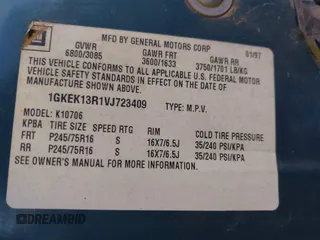 GM
MFD BY GENERAL MOTORS CORP 01/97
GVWR GAWR FRT GAWR RR
6800/3085 3600/1633 3750/1701 LB/KG
THIS VEHICLE CONFORMS TO ALL APPLICABLE U.S. FEDERAL MOTOR
VEHICLE SAFETY STANDARDS IN EFFECT ON THE DATE OF
MANUFACTURE SHOWN ABOVE.
1GKEK13R1VJ723409 TYPE: M.P.V.
MODEL: K10706
KPBA TIRE SIZE SPEED RTG RIM COLD TIRE PRESSURE
FRT P245/75R16 S 16X7/6.5J 35/240 PSI/KPA
RR P245/75R16 S 16X7/6.5J 35/240 PSI/KPA
SEE OWNER'S MANUAL FOR MORE INFORMATION.
DREAMBID